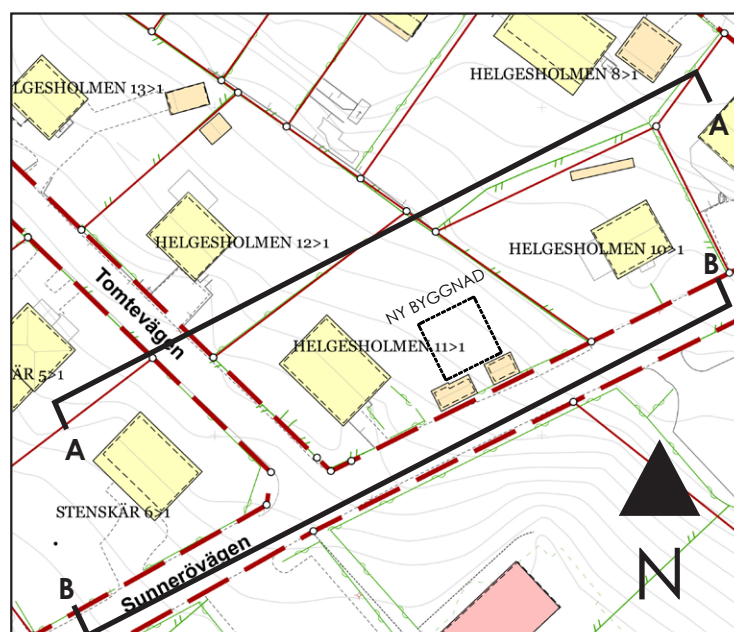 HELGESHOLMEN 8>1
LGESHOLMEN 13>1
A
HELGESHOLMEN 12>1
HELGESHOLMEN 10>1
B
Tomtevägen
NY BYGGNAD
HELGESHOLMEN 11>1
ÄR 5>1
A
STENSKÄR 6>1
B
Sunnerövägen
N